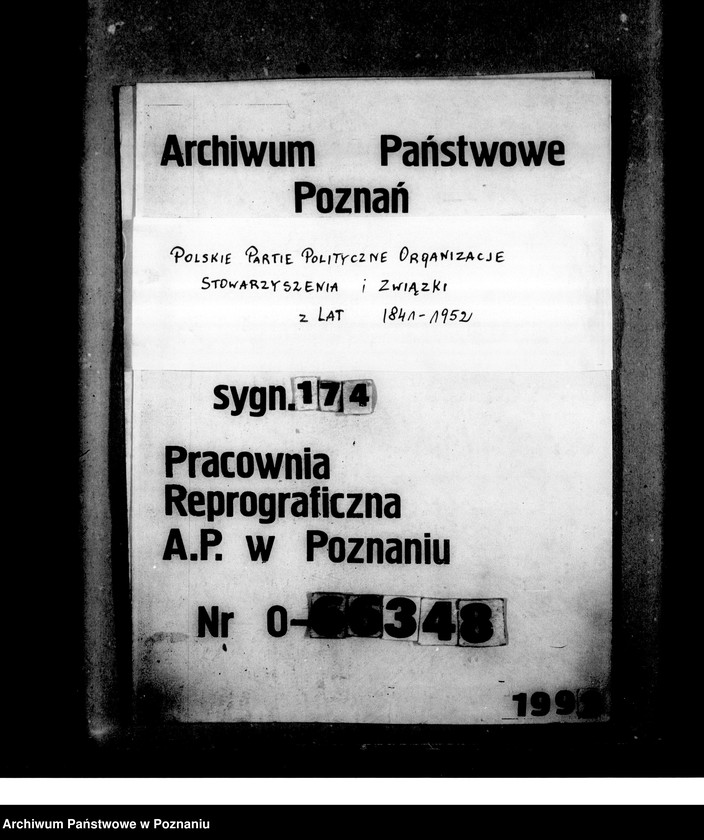 Archiwum Państwowe
Poznań
Polskie Partie Polityczne Organizacje
Stowarzyszenia i Związki
z lat 1841-1952
sygn. 174
Pracownia
Reprograficzna
A.P. w Poznaniu
Nr 0-66348
Archiwum Państwowe w Poznaniu